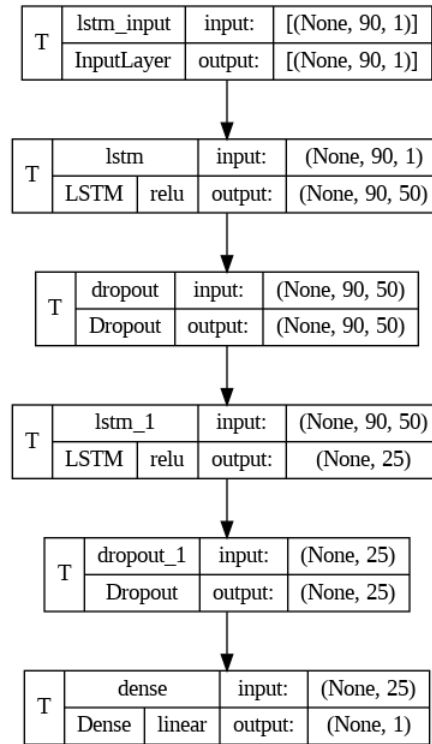 T lstm_input input: [(None, 90, 1)]
InputLayer output: [(None, 90, 1)]
T lstm input: (None, 90, 1)
LSTM relu output: (None, 90, 50)
T dropout input: (None, 90, 50)
Dropout output: (None, 90, 50)
T lstm_1 input: (None, 90, 50)
LSTM relu output: (None, 25)
T dropout_1 input: (None, 25)
Dropout output: (None, 25)
T dense input: (None, 25)
Dense linear output: (None, 1)